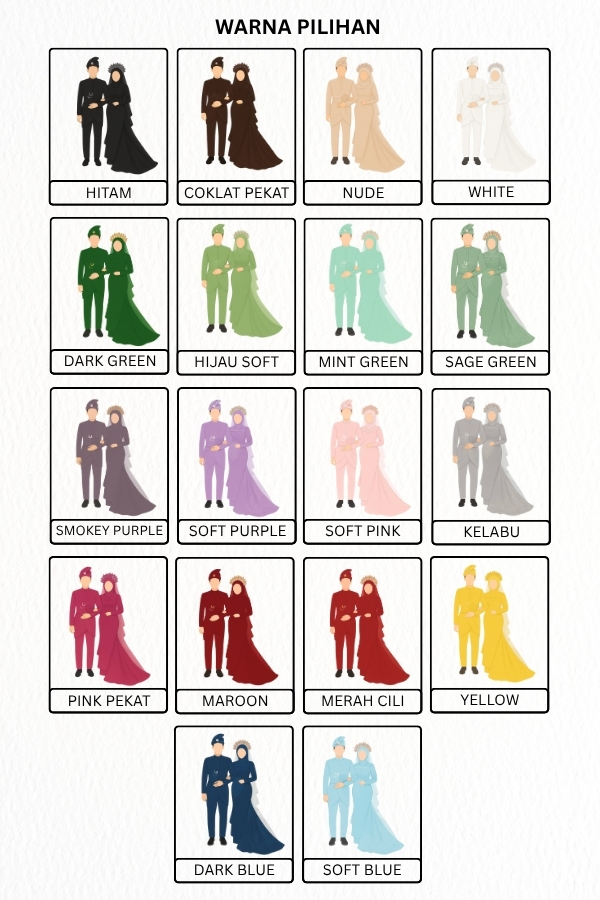 WARNA PILIHAN
HITAM
COKLAT PEKAT
NUDE
WHITE
DARK GREEN
HIJAU SOFT
MINT GREEN
SAGE GREEN
SMOKEY PURPLE
SOFT PURPLE
SOFT PINK
KELABU
PINK PEKAT
MAROON
MERAH CILI
YELLOW
DARK BLUE
SOFT BLUE